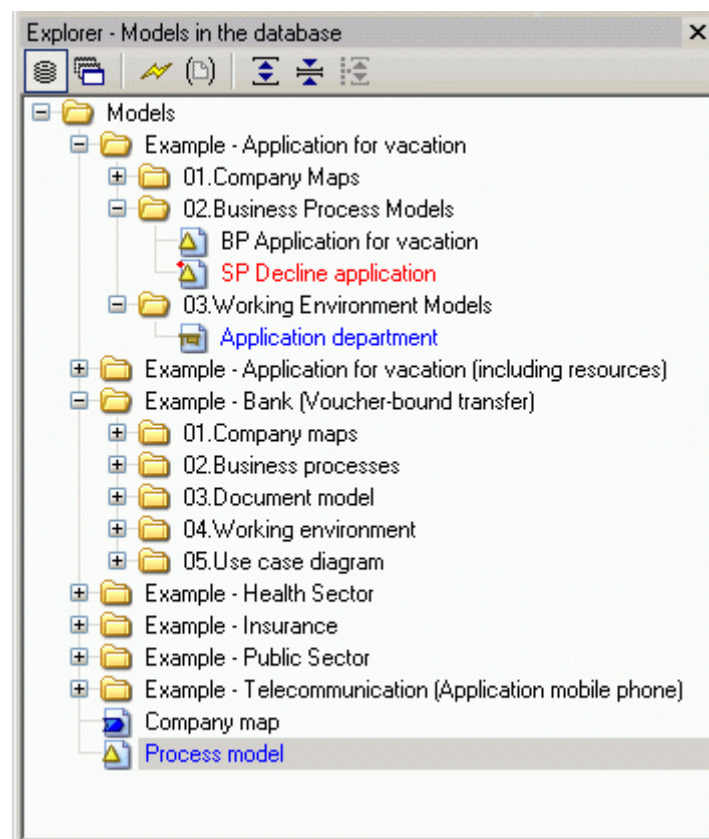 Explorer - Models in the database
Models
Example - Application for vacation
01.Company Maps
02.Business Process Models
BP Application for vacation
SP Decline application
03.Working Environment Models
Application department
Example - Application for vacation (including resources)
Example - Bank (Voucher-bound transfer)
01.Company maps
02.Business processes
03.Document model
04.Working environment
05.Use case diagram
Example - Health Sector
Example - Insurance
Example - Public Sector
Example - Telecommunication (Application mobile phone)
Company map
Process model